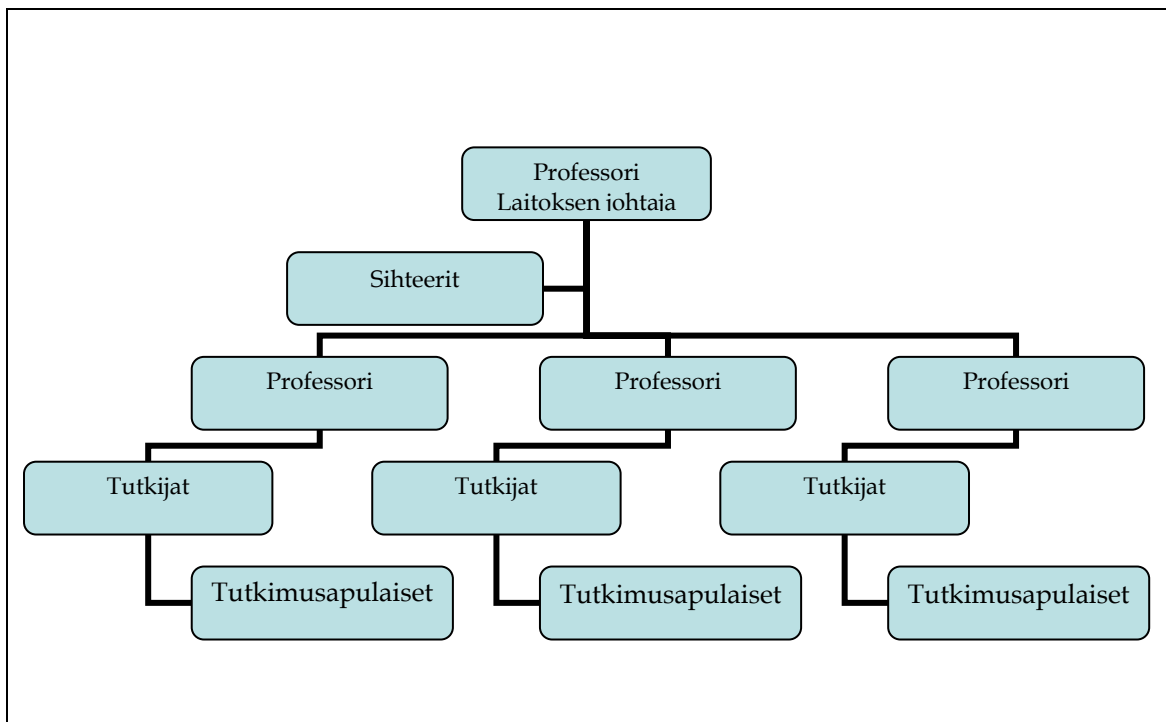 Professori
Laitoksen johtaja
Sihteerit
Professori
Professori
Professori
Tutkijat
Tutkijat
Tutkijat
Tutkimusapulaiset
Tutkimusapulaiset
Tutkimusapulaiset